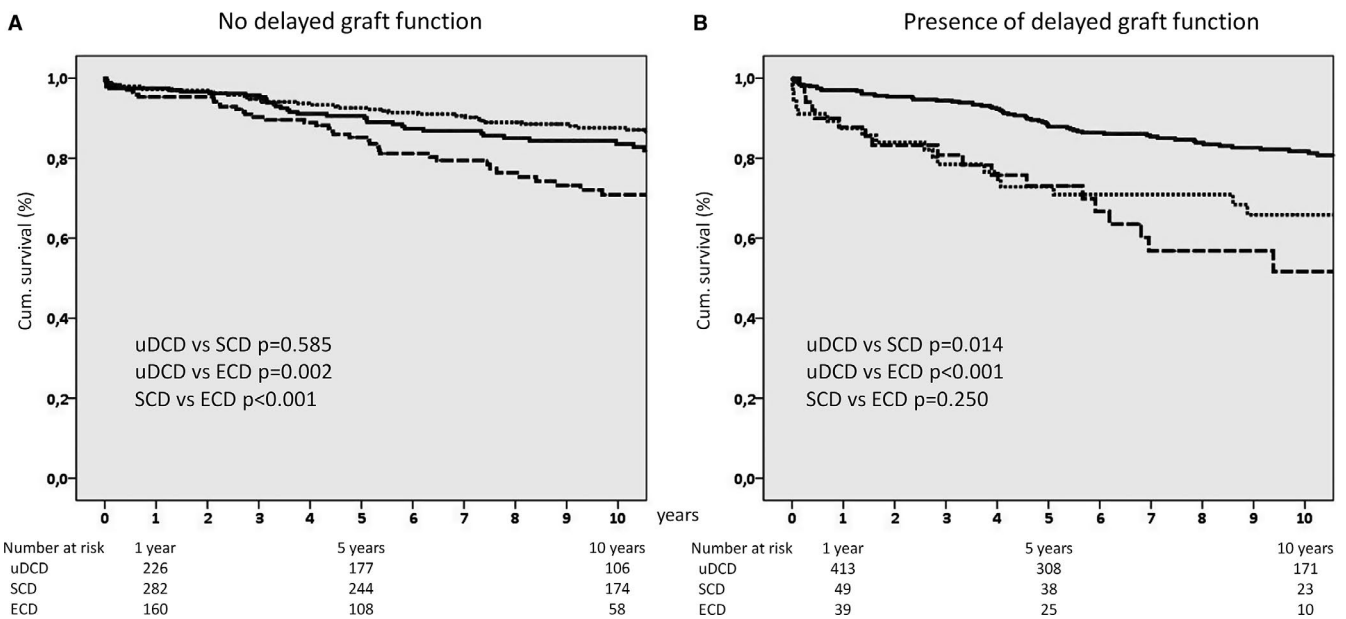 A No delayed graft function
Cum. survival (%)
1,0
0,8
0,6
0,4
0,2
0,0
uDCD vs SCD p=0.585
uDCD vs ECD p=0.002
SCD vs ECD p<0.001
0 1 2 3 4 5 6 7 8 9 10 years
Number at risk 1 year 5 years 10 years
uDCD 226 177 106
SCD 282 244 174
ECD 160 108 58
B Presence of delayed graft function
Cum. survival (%)
1,0
0,8
0,6
0,4
0,2
0,0
uDCD vs SCD p=0.014
uDCD vs ECD p<0.001
SCD vs ECD p=0.250
0 1 2 3 4 5 6 7 8 9 10
Number at risk 1 year 5 years 10 years
uDCD 413 308 171
SCD 49 38 23
ECD 39 25 10